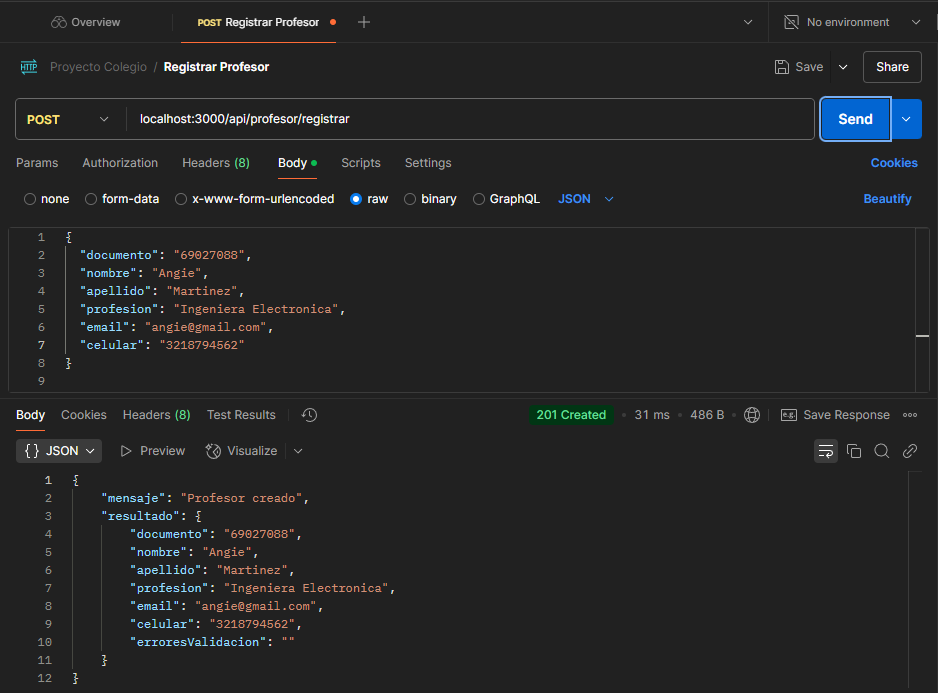 Overview
POST Registrar Profesor
No environment
HTTP Proyecto Colegio / Registrar Profesor
Save
Share
POST
localhost:3000/api/profesor/registrar
Send
Params Authorization Headers (8) Body Scripts Settings Cookies
none form-data x-www-form-urlencoded raw binary GraphQL JSON Beautify
1 {
2 "documento": "69027088",
3 "nombre": "Angie",
4 "apellido": "Martinez",
5 "profesion": "Ingeniera Electronica",
6 "email": "angie@gmail.com",
7 "celular": "3218794562"
8 }
9
Body Cookies Headers (8) Test Results 201 Created 31 ms 486 B e.g. Save Response
{} JSON Preview Visualize
1 {
2 "mensaje": "Profesor creado",
3 "resultado": {
4 "documento": "69027088",
5 "nombre": "Angie",
6 "apellido": "Martinez",
7 "profesion": "Ingeniera Electronica",
8 "email": "angie@gmail.com",
9 "celular": "3218794562",
10 "erroresValidacion": ""
11 }
12 }